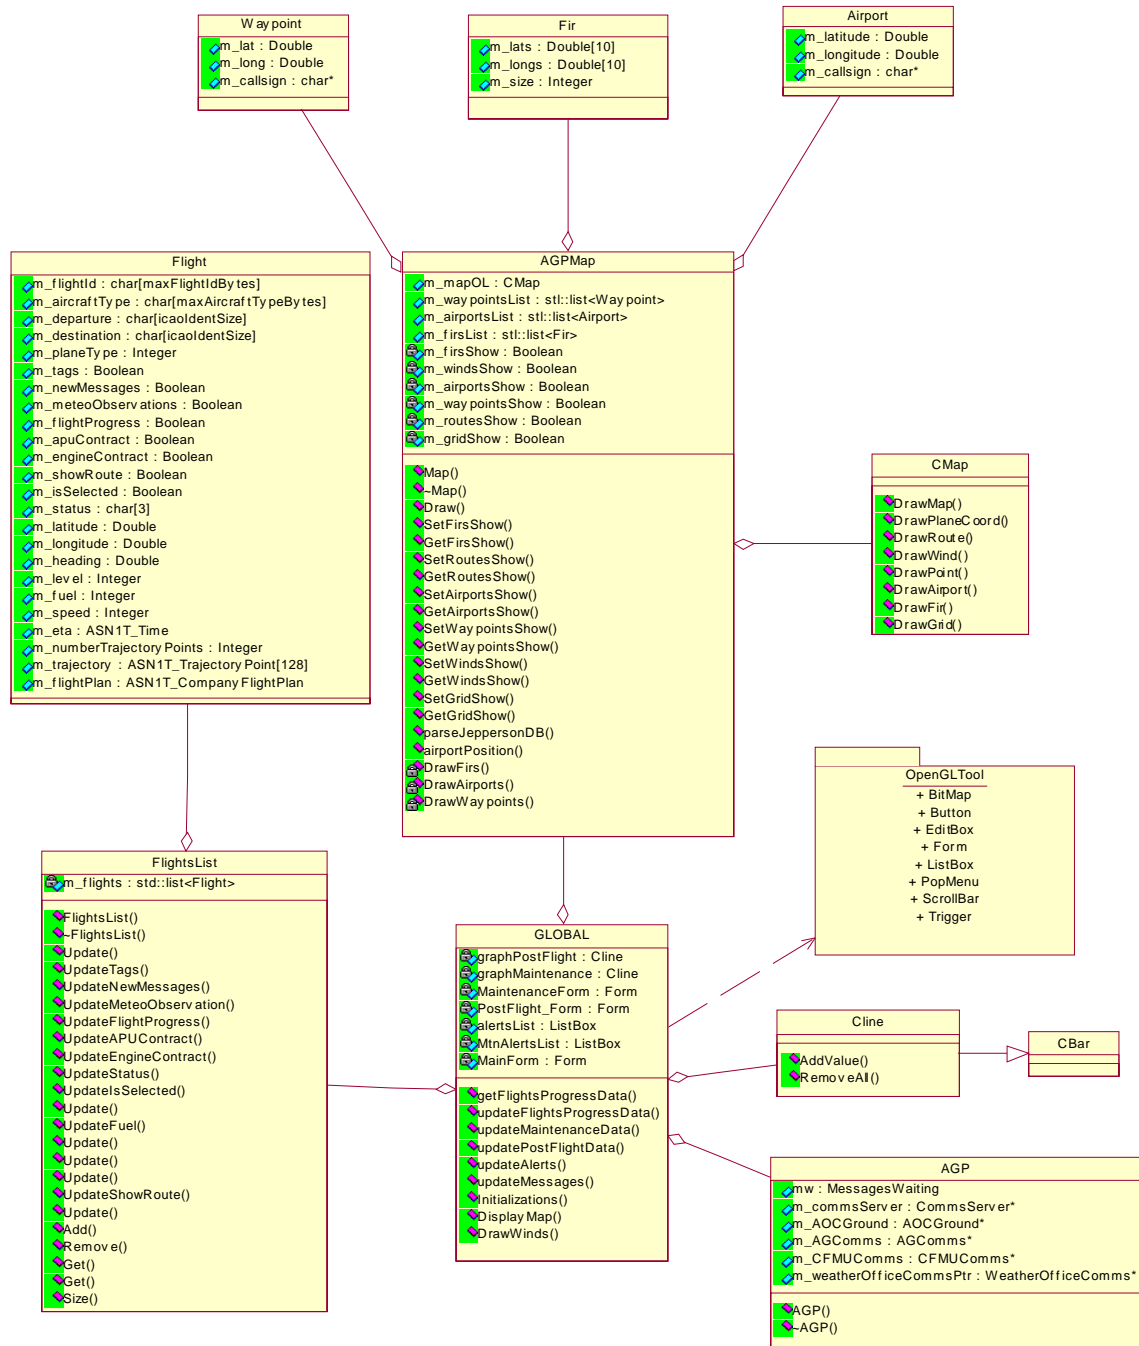 Waypoint
m_lat : Double
m_long : Double
m_callsign : char*
Fir
m_lats : Double[10]
m_longs : Double[10]
m_size : Integer
Airport
m_latitude : Double
m_longitude : Double
m_callsign : char*
Flight
m_flightId : char[maxFlightIdBytes]
m_aircraftType : char[maxAircraftTypeBytes]
m_departure : char[icaoIdentSize]
m_destination : char[icaoIdentSize]
m_planeType : Integer
m_tags : Boolean
m_newMessages : Boolean
m_meteoObservations : Boolean
m_flightProgress : Boolean
m_apuContract : Boolean
m_engineContract : Boolean
m_showRoute : Boolean
m_isSelected : Boolean
m_status : char[3]
m_latitude : Double
m_longitude : Double
m_heading : Double
m_level : Integer
m_fuel : Integer
m_speed : Integer
m_eta : ASN1T_Time
m_numberTrajectoryPoints : Integer
m_trajectory : ASN1T_TrajectoryPoint[128]
m_flightPlan : ASN1T_CompanyFlightPlan
AGPMap
m_mapOL : CMap
m_waypointsList : stl::list<Waypoint>
m_airportsList : stl::list<Airport>
m_firsList : stl::list<Fir>
m_firsShow : Boolean
m_windsShow : Boolean
m_airportsShow : Boolean
m_waypointsShow : Boolean
m_routesShow : Boolean
m_gridShow : Boolean
Map()
~Map()
Draw()
SetFirsShow()
GetFirsShow()
SetRoutesShow()
GetRoutesShow()
SetAirportsShow()
GetAirportsShow()
SetWaypointsShow()
GetWaypointsShow()
SetWindsShow()
GetWindsShow()
SetGridShow()
GetGridShow()
parseJeppersonDB()
airportPosition()
DrawFirs()
DrawAirports()
DrawWaypoints()
CMap
DrawMap()
DrawPlaneCoord()
DrawRoute()
DrawWind()
DrawPoint()
DrawAirport()
DrawFir()
DrawGrid()
OpenGLTool
+ BitMap
+ Button
+ EditBox
+ Form
+ ListBox
+ PopMenu
+ ScrollBar
+ Trigger
FlightsList
m_flights : std::list<Flight>
FlightsList()
~FlightsList()
Update()
UpdateTags()
UpdateNewMessages()
UpdateMeteoObservation()
UpdateFlightProgress()
UpdateAPUContract()
UpdateEngineContract()
UpdateStatus()
UpdateIsSelected()
Update()
UpdateFuel()
Update()
Update()
Update()
UpdateShowRoute()
Update()
Add()
Remove()
Get()
Get()
Size()
GLOBAL
graphPostFlight : Cline
graphMaintenance : Cline
MaintenanceForm : Form
PostFlight_Form : Form
alertsList : ListBox
MtnAlertsList : ListBox
MainForm : Form
getFlightsProgressData()
updateFlightsProgressData()
updateMaintenanceData()
updatePostFlightData()
updateAlerts()
updateMessages()
Initializations()
DisplayMap()
DrawWinds()
Cline
AddValue()
RemoveAll()
CBar
AGP
mw : MessagesWaiting
m_commsServer : CommsServer*
m_AOCGround : AOCGround*
m_AGComms : AGComms*
m_CFMUComms : CFMUComms*
m_weatherOfficeCommsPtr : WeatherOfficeComms*
AGP()
~AGP()